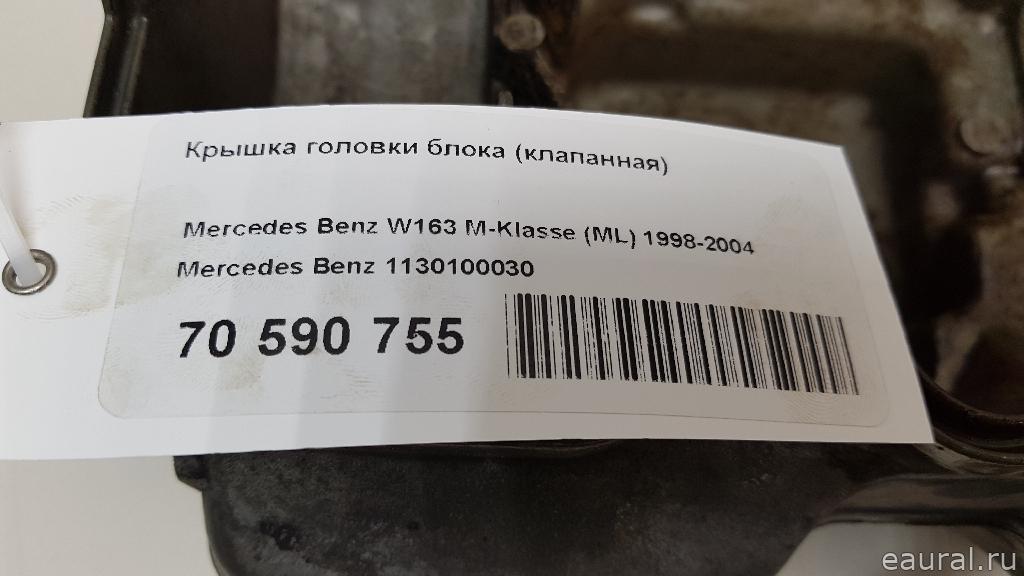 Крышка головки блока (клапанная)
Mercedes Benz W163 M-Klasse (ML) 1998-2004
Mercedes Benz 1130100030
70 590 755
eaural.ru